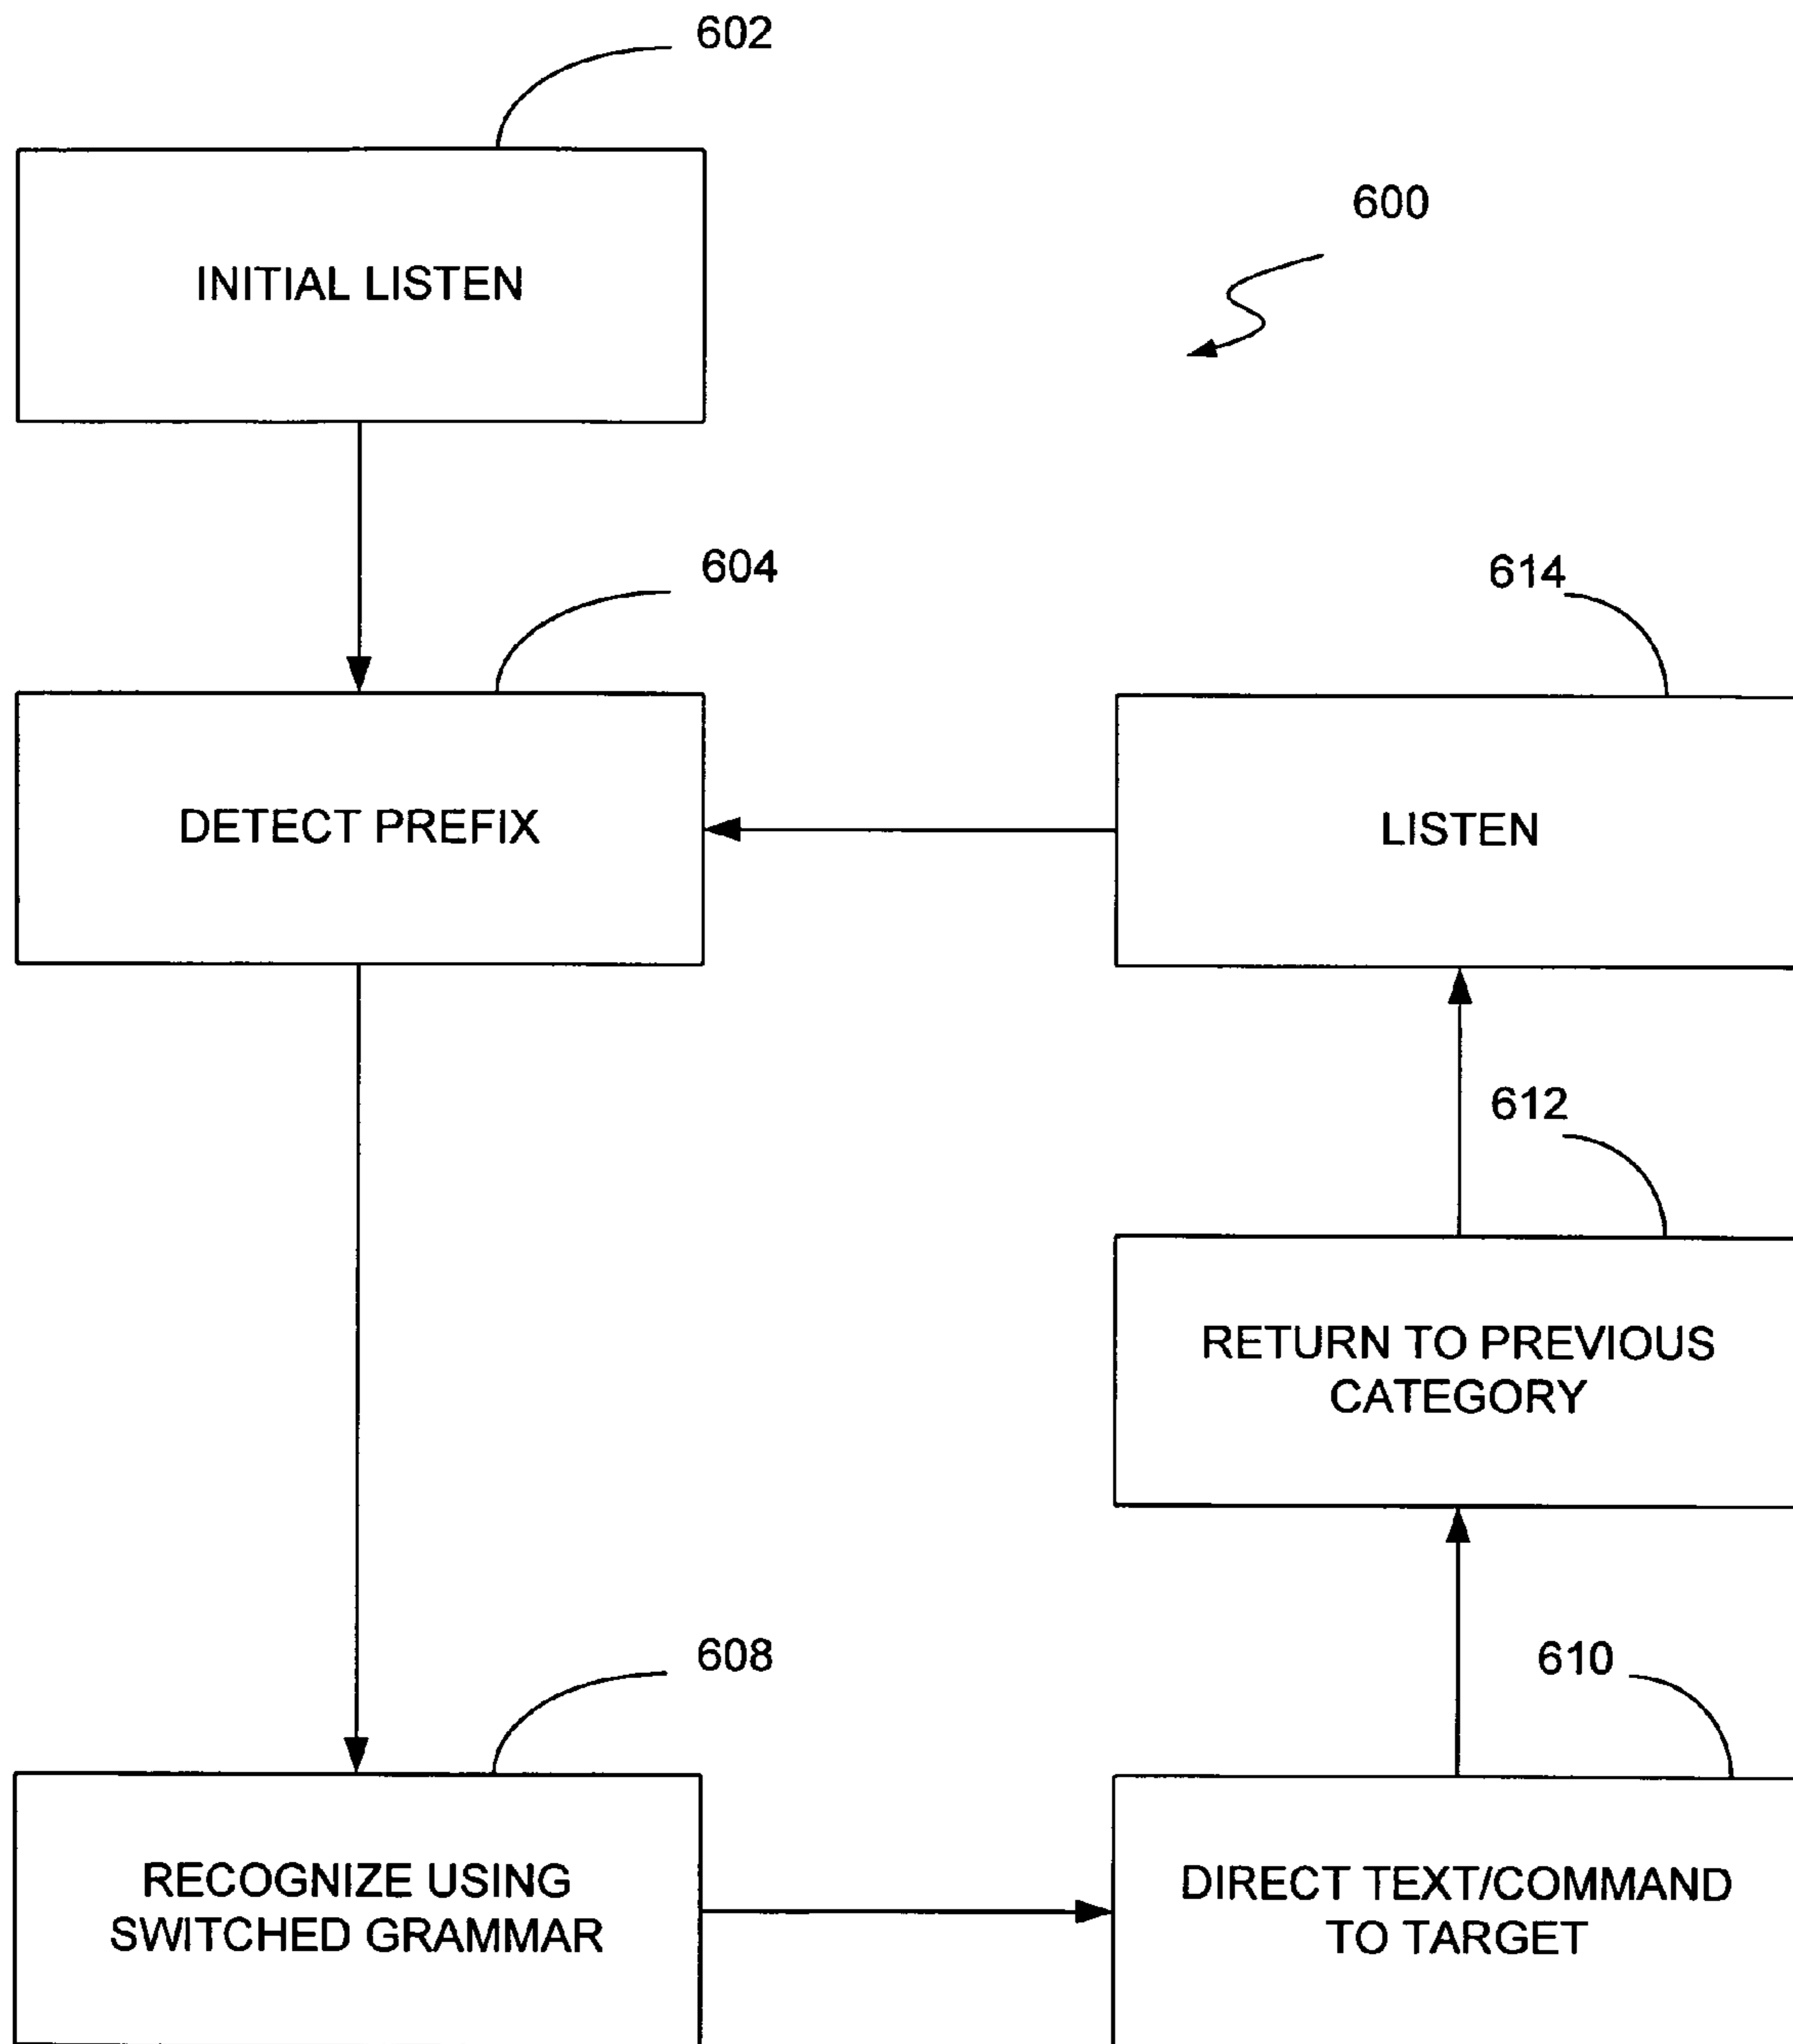 602
INITIAL LISTEN
600
604
DETECT PREFIX
614
LISTEN
612
RETURN TO PREVIOUS
CATEGORY
608
RECOGNIZE USING
SWITCHED GRAMMAR
610
DIRECT TEXT/COMMAND
TO TARGET